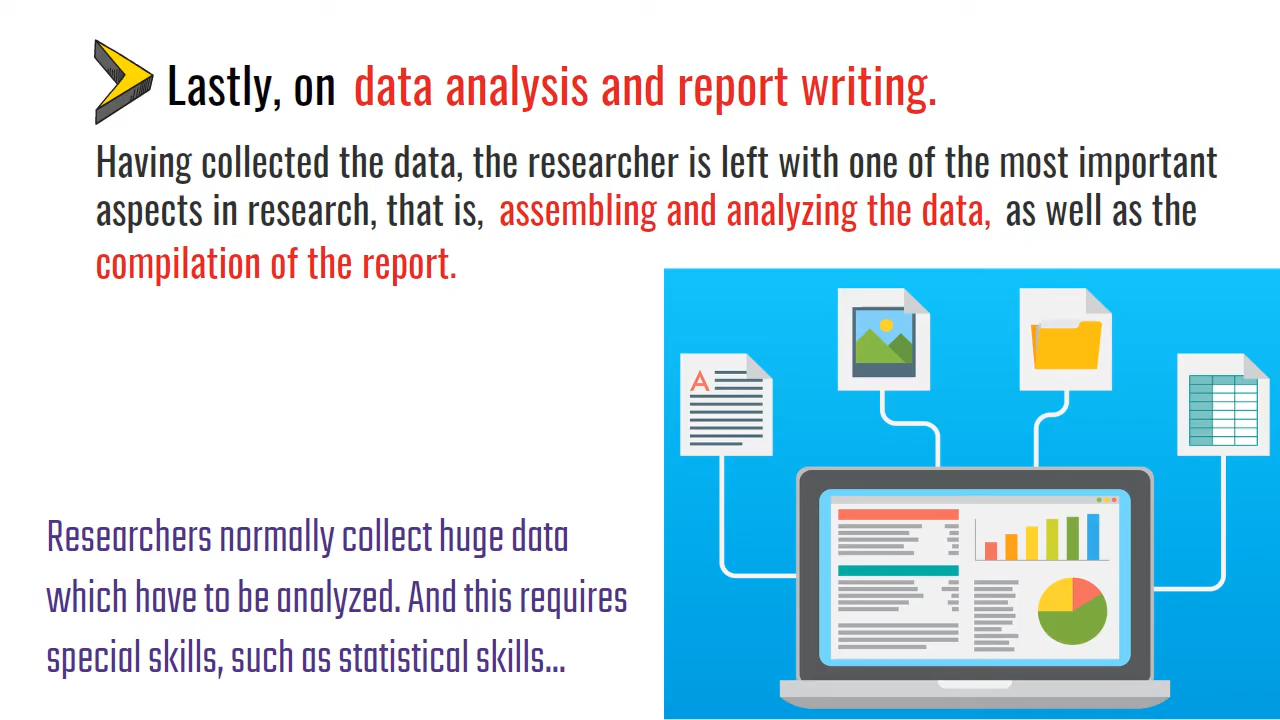 Lastly, on data analysis and report writing.
Having collected the data, the researcher is left with one of the most important
aspects in research, that is, assembling and analyzing the data, as well as the
compilation of the report.
A
Researchers normally collect huge data
which have to be analyzed. And this requires
special skills, such as statistical skills...